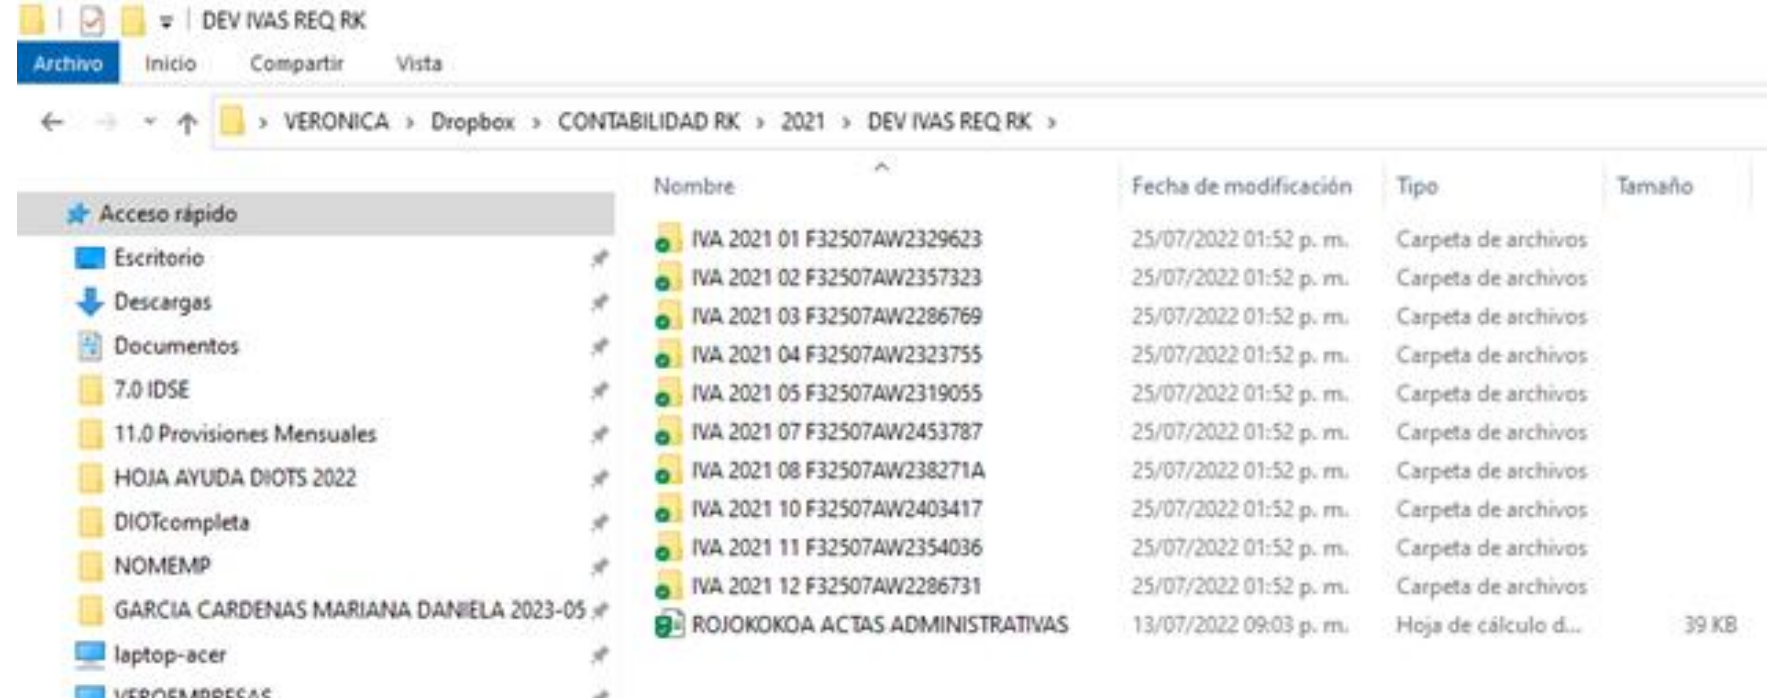 DEV IVAS REQ RK
Archivo Inicio Compartir Vista
VERONICA > Dropbox > CONTABILIDAD RK > 2021 > DEV IVAS REQ RK >
Nombre Fecha de modificación Tipo Tamaño
Acceso rápido
Escritorio
Descargas
Documentos
7.0 IDSE
11.0 Provisiones Mensuales
HOJA AYUDA DIOTS 2022
DIOTcompleta
NOMEMP
GARCIA CARDENAS MARIANA DANIELA 2023-05
laptop-acer
VEROEMPRESAS
IVA 2021 01 F32507AW2329623 25/07/2022 01:52 p. m. Carpeta de archivos
IVA 2021 02 F32507AW2357323 25/07/2022 01:52 p. m. Carpeta de archivos
IVA 2021 03 F32507AW2286769 25/07/2022 01:52 p. m. Carpeta de archivos
IVA 2021 04 F32507AW2323755 25/07/2022 01:52 p. m. Carpeta de archivos
IVA 2021 05 F32507AW2319055 25/07/2022 01:52 p. m. Carpeta de archivos
IVA 2021 07 F32507AW2453787 25/07/2022 01:52 p. m. Carpeta de archivos
IVA 2021 08 F32507AW238271A 25/07/2022 01:52 p. m. Carpeta de archivos
IVA 2021 10 F32507AW2403417 25/07/2022 01:52 p. m. Carpeta de archivos
IVA 2021 11 F32507AW2354036 25/07/2022 01:52 p. m. Carpeta de archivos
IVA 2021 12 F32507AW2286731 25/07/2022 01:52 p. m. Carpeta de archivos
ROJOKOKOA ACTAS ADMINISTRATIVAS 13/07/2022 09:03 p. m. Hoja de cálculo d... 39 KB